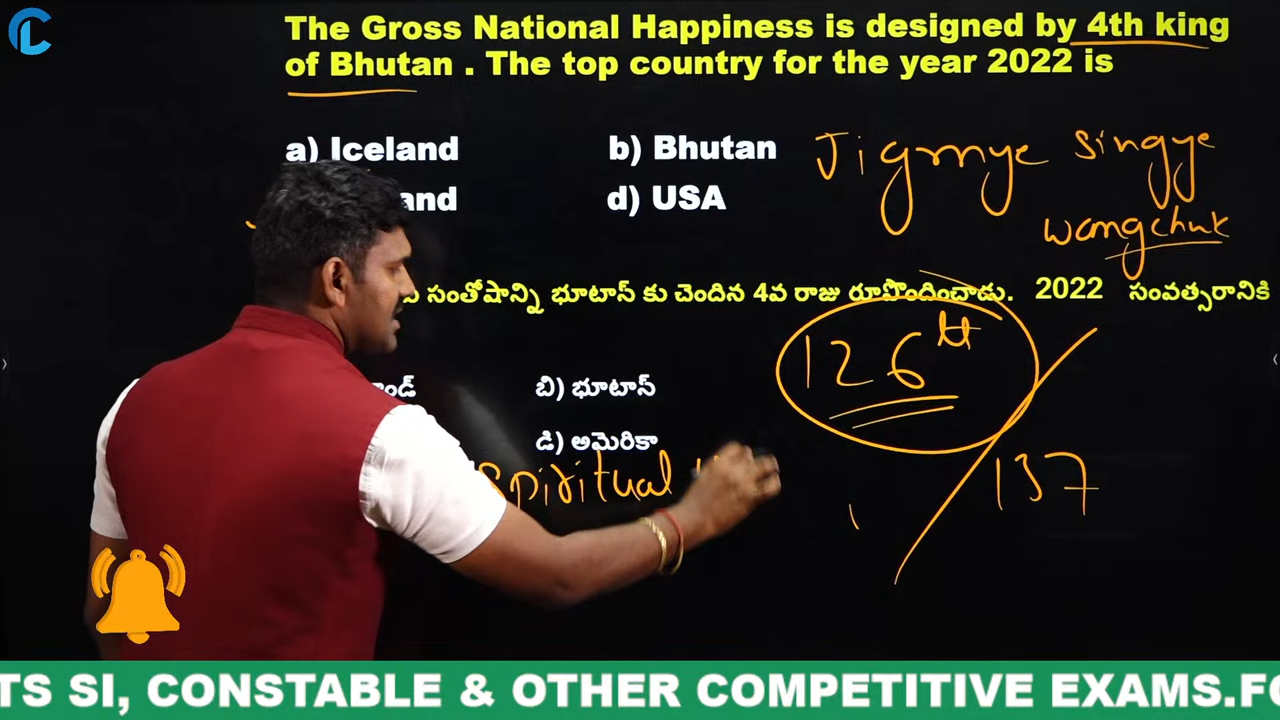 The Gross National Happiness is designed by 4th king
of Bhutan . The top country for the year 2022 is
a) Iceland b) Bhutan
and d) USA
Jigmye Singye
wangchuk
సంతోషాన్ని భూటాస్ కు చెందిన 4వ రాజు రూపొందించాడు. 2022 సంవత్సరానికి
126th
బి) భూటాస్
డి) అమెరికా
Spiritual
137
TS SI, CONSTABLE & OTHER COMPETITIVE EXAMS.FO